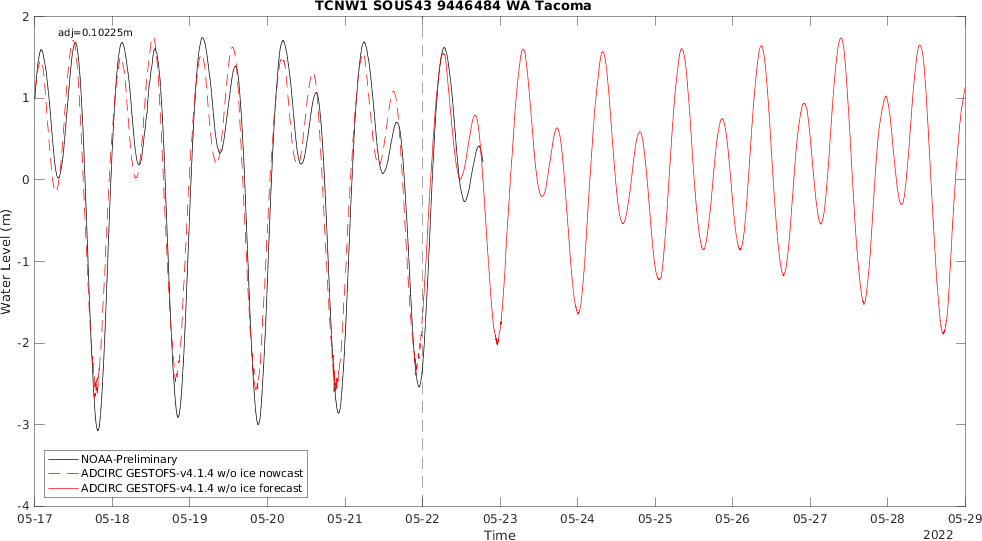 TCNW1 SOUS43 9446484 WA Tacoma
adj=0.10225m
2
1
0
-1
-2
-3
-4
Water Level (m)
NOAA-Preliminary
ADCIRC GESTOFS-v4.1.4 w/o ice nowcast
ADCIRC GESTOFS-v4.1.4 w/o ice forecast
05-17 05-18 05-19 05-20 05-21 05-22 05-23 05-24 05-25 05-26 05-27 05-28 05-29
Time
2022